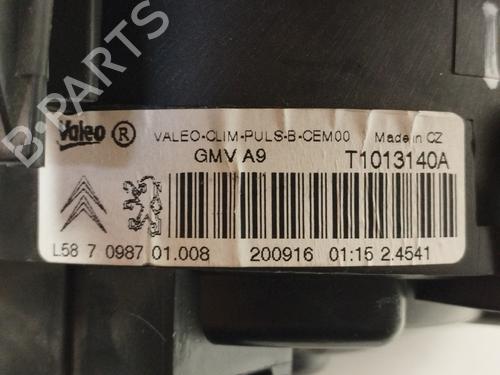 Valeo ® VALEO-CLIM-PULS-B-CEM00 Made in CZ
GMV A9 T1013140A
L58 7 0987 01.008 200916 01:15 2.4541
B-PARTS